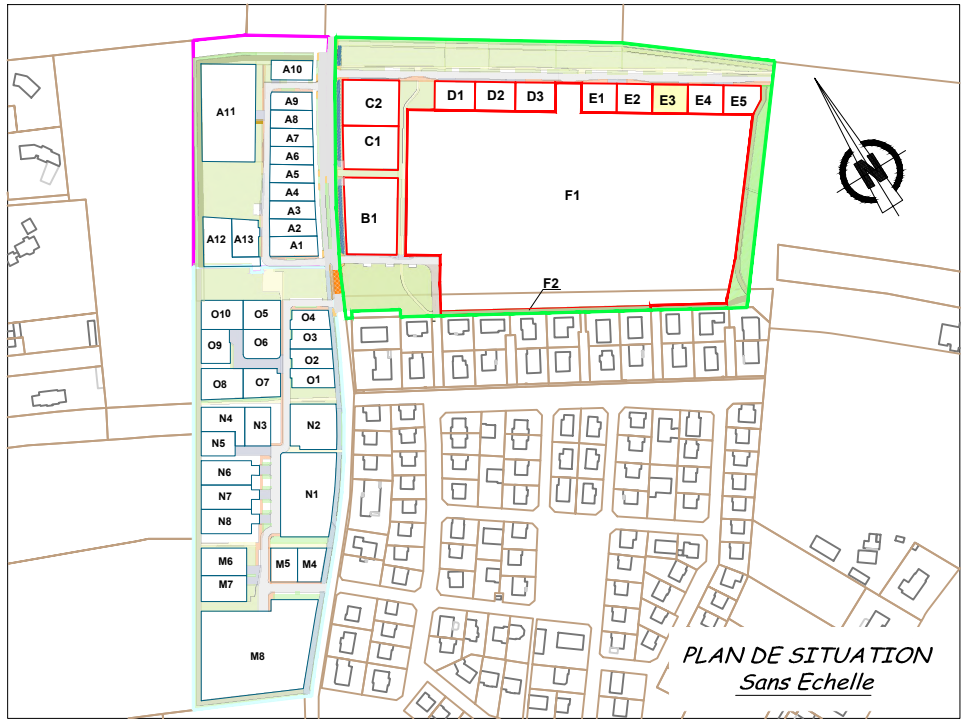 A10
A11
A9
A8
A7
A6
A5
A4
A3
A2
A1
A12 A13
C2
C1
B1
D1 D2 D3 E1 E2 E3 E4 E5
F1
F2
N
O10 O5
O9 O6
O8 O7
O4
O3
O2
O1
N4 N3 N2
N5
N6
N7
N8
N1
M6
M7
M5 M4
M8
PLAN DE SITUATION
Sans Echelle